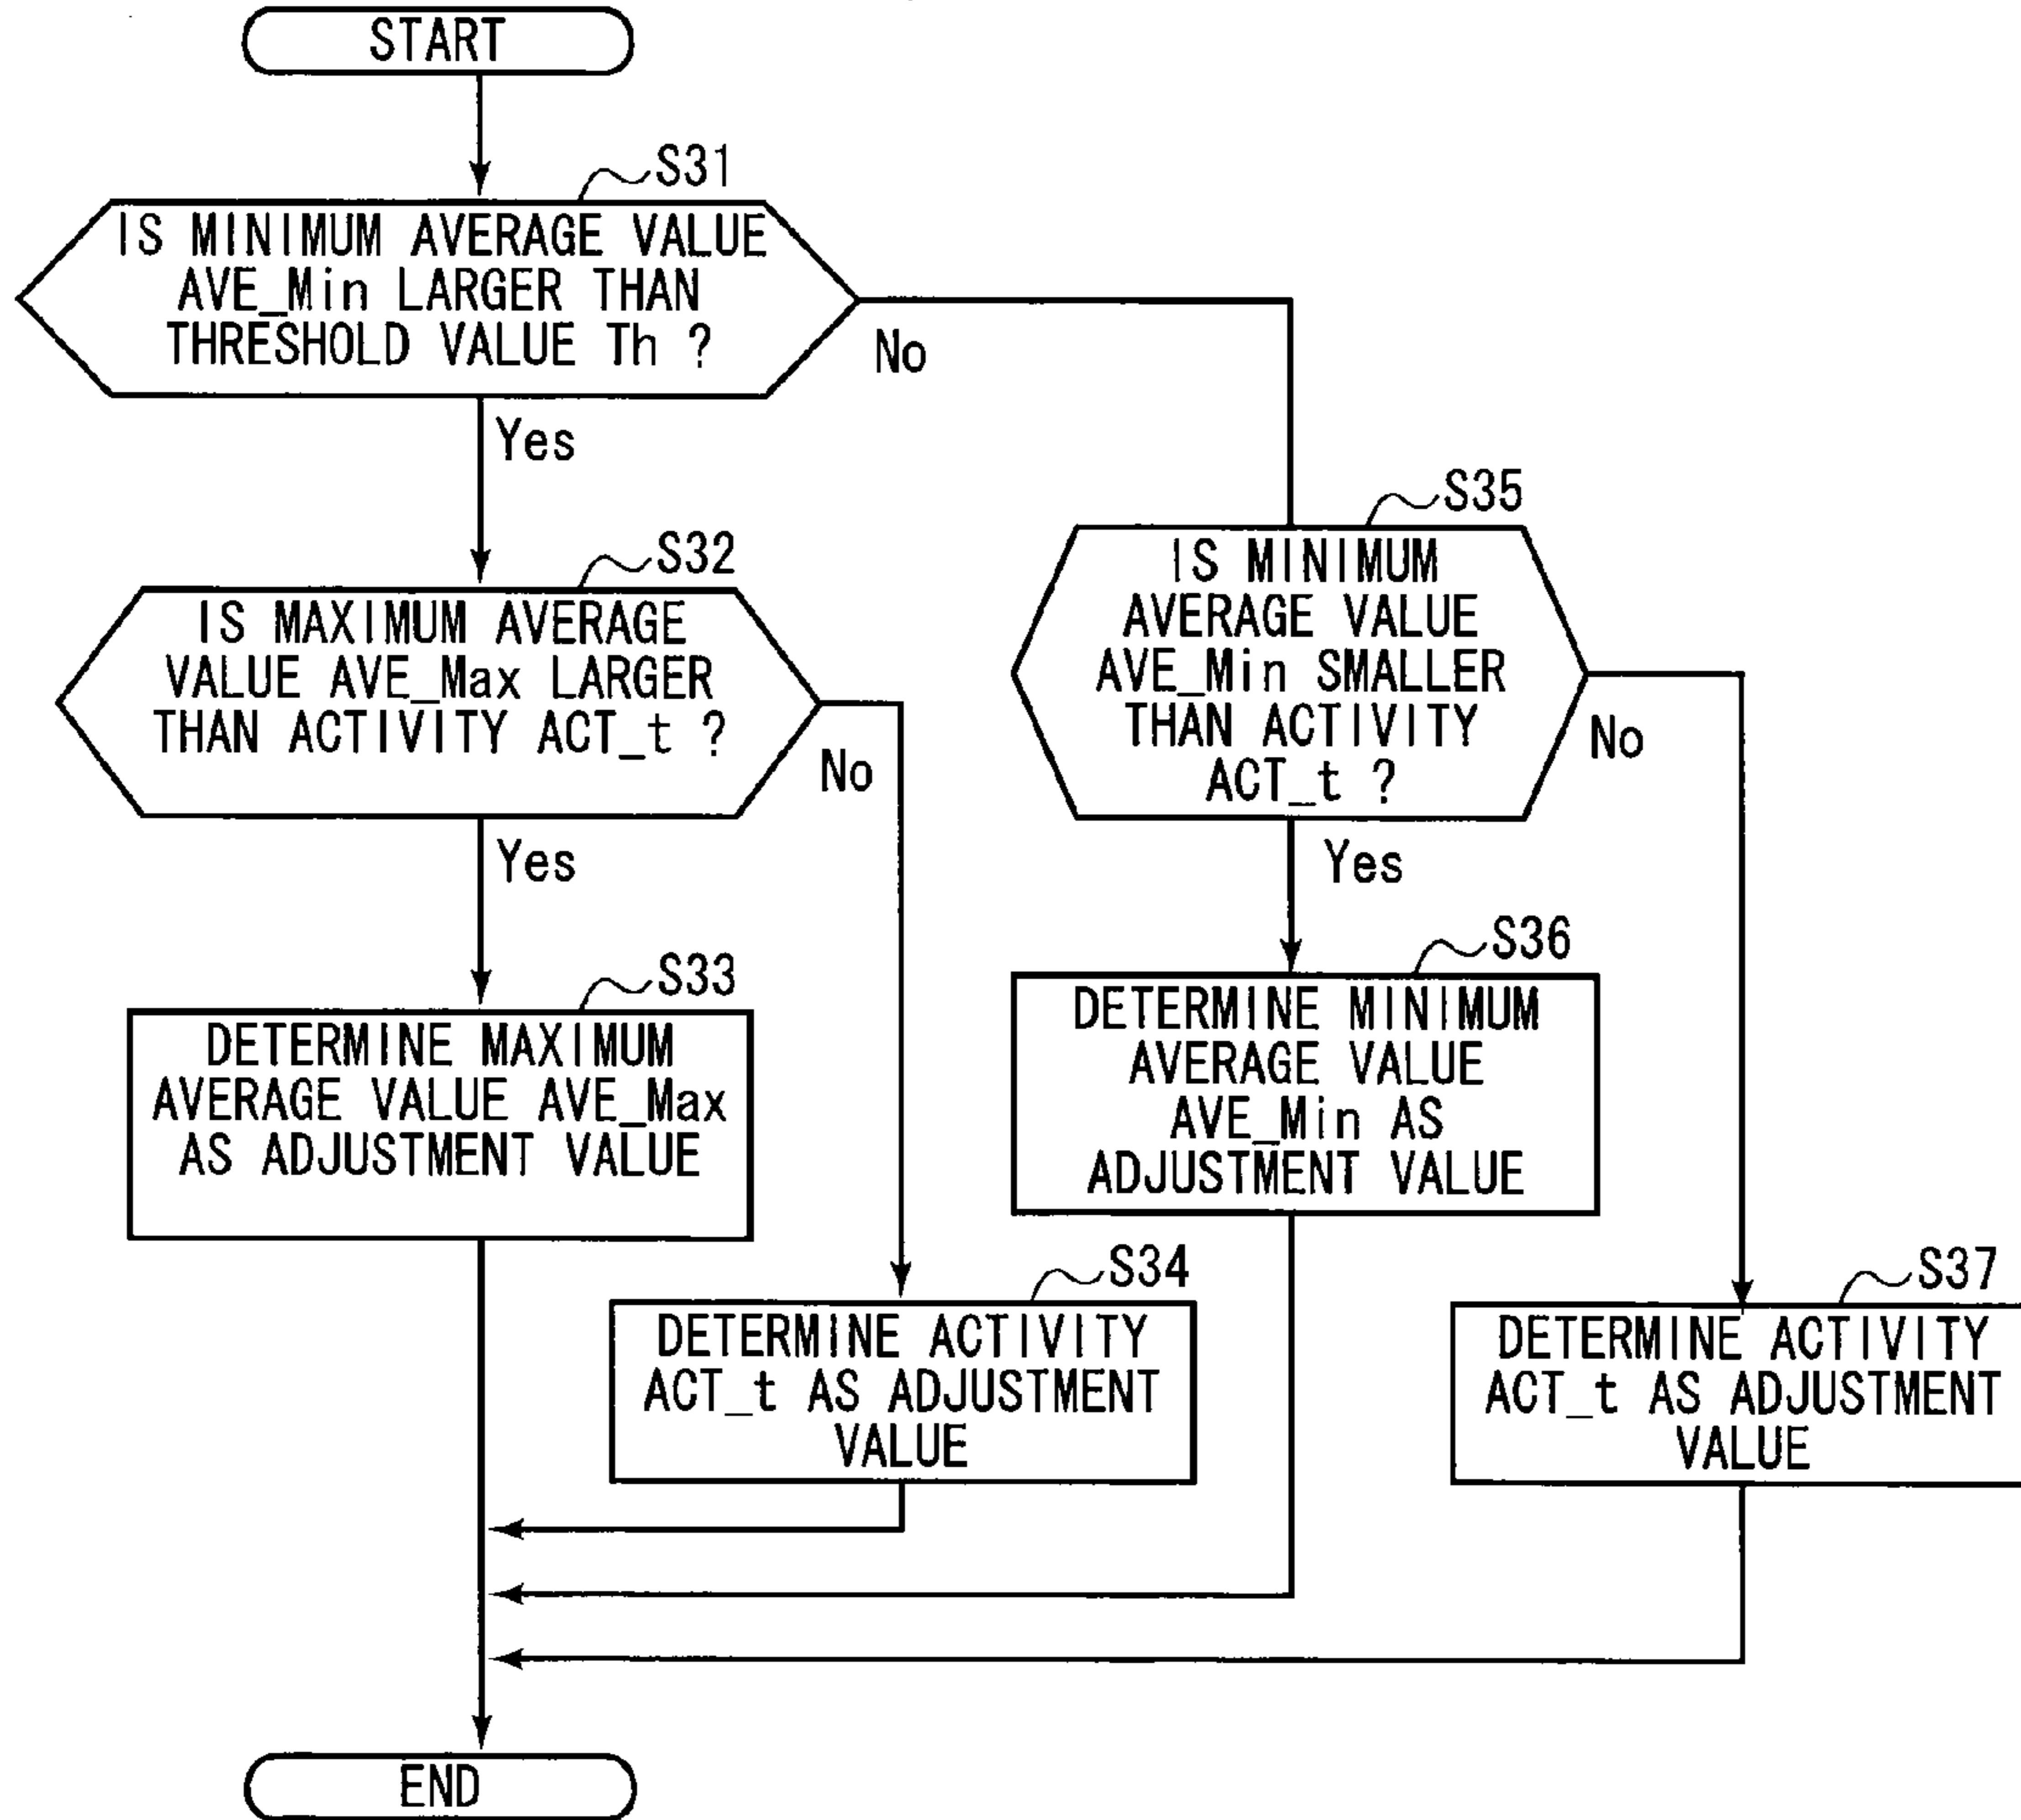 START
S31
IS MINIMUM AVERAGE VALUE
AVE_Min LARGER THAN
THRESHOLD VALUE Th ?
No
Yes
S32
IS MAXIMUM AVERAGE
VALUE AVE_Max LARGER
THAN ACTIVITY ACT_t ?
No
Yes
S35
IS MINIMUM
AVERAGE VALUE
AVE_Min SMALLER
THAN ACTIVITY
ACT_t ?
No
Yes
S33
DETERMINE MAXIMUM
AVERAGE VALUE AVE_Max
AS ADJUSTMENT VALUE
S36
DETERMINE MINIMUM
AVERAGE VALUE
AVE_Min AS
ADJUSTMENT VALUE
S34
DETERMINE ACTIVITY
ACT_t AS ADJUSTMENT
VALUE
S37
DETERMINE ACTIVITY
ACT_t AS ADJUSTMENT
VALUE
END